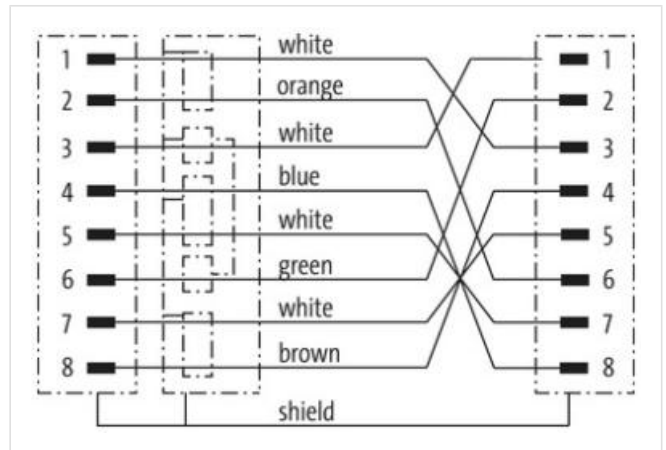 1 white 1
2 orange 2
3 white 3
4 blue 4
5 white 5
6 green 6
7 white 7
8 brown 8
shield